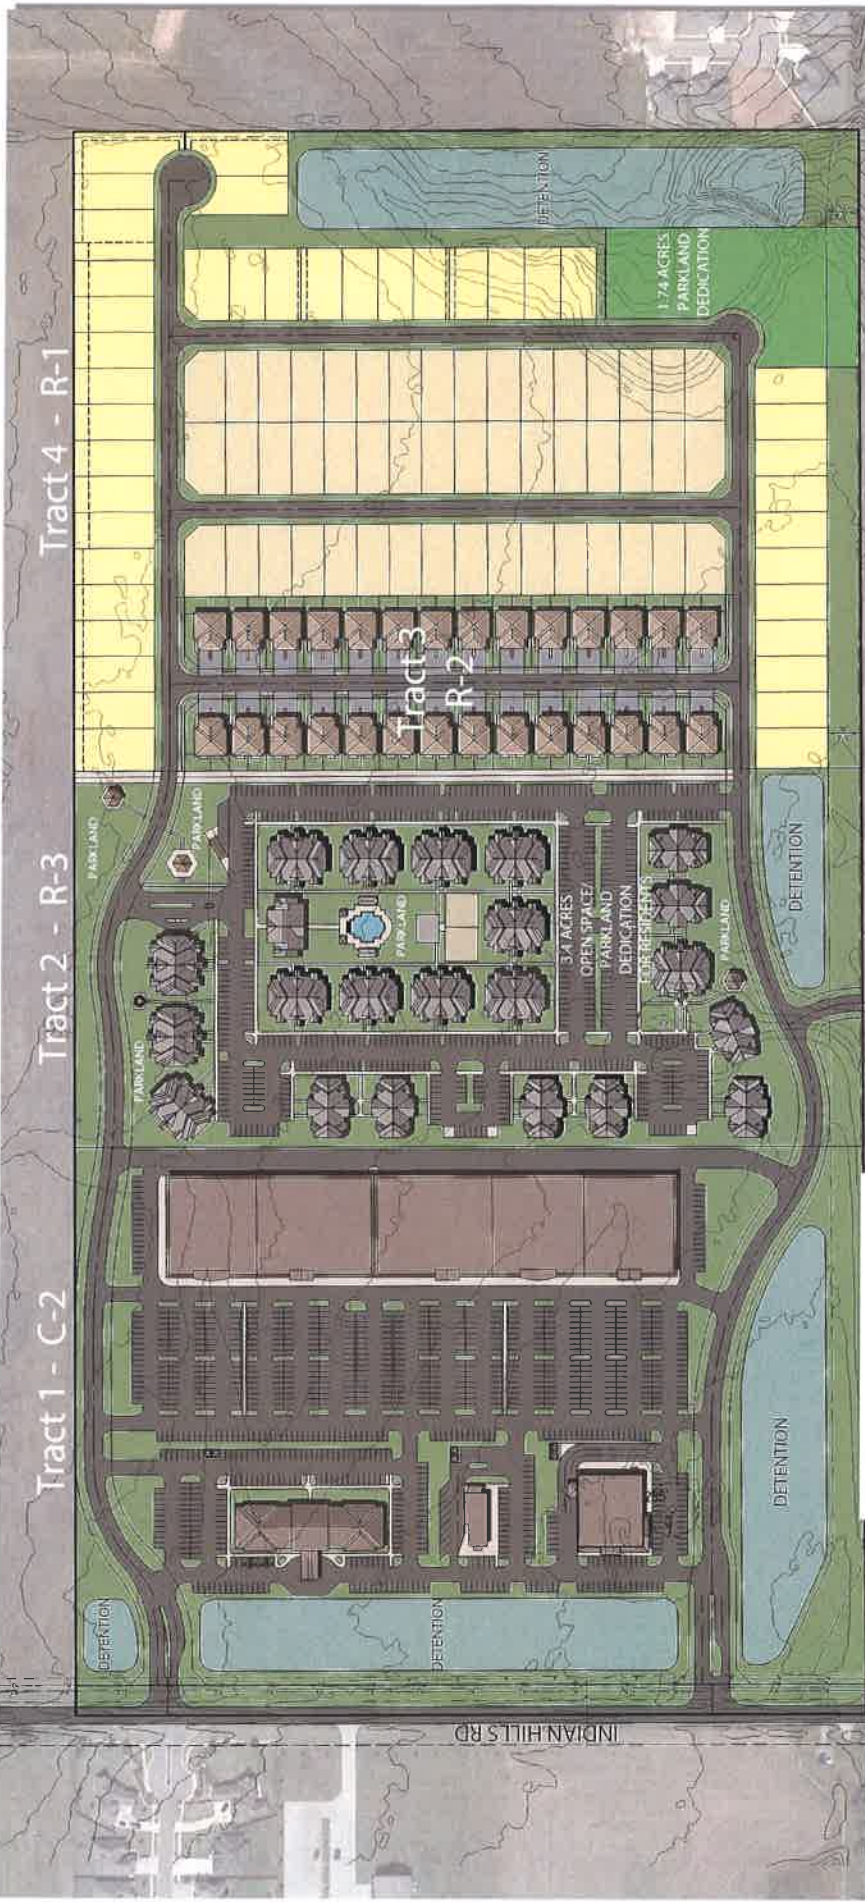 DETENTION
1.74 ACRES
PARKLAND
DEDICATION
Tract 4 - R-1
Tract 3
R-2
PARKLAND
PARKLAND
Tract 2 - R-3
PARKLAND
3.4 ACRES
OPEN SPACE/
PARKLAND
DEDICATION
FOR RESIDENTS
DETENTION
PARKLAND
PARKLAND
Tract 1 - C-2
DETENTION
DETENTION
DETENTION
INDIAN HILLS RD